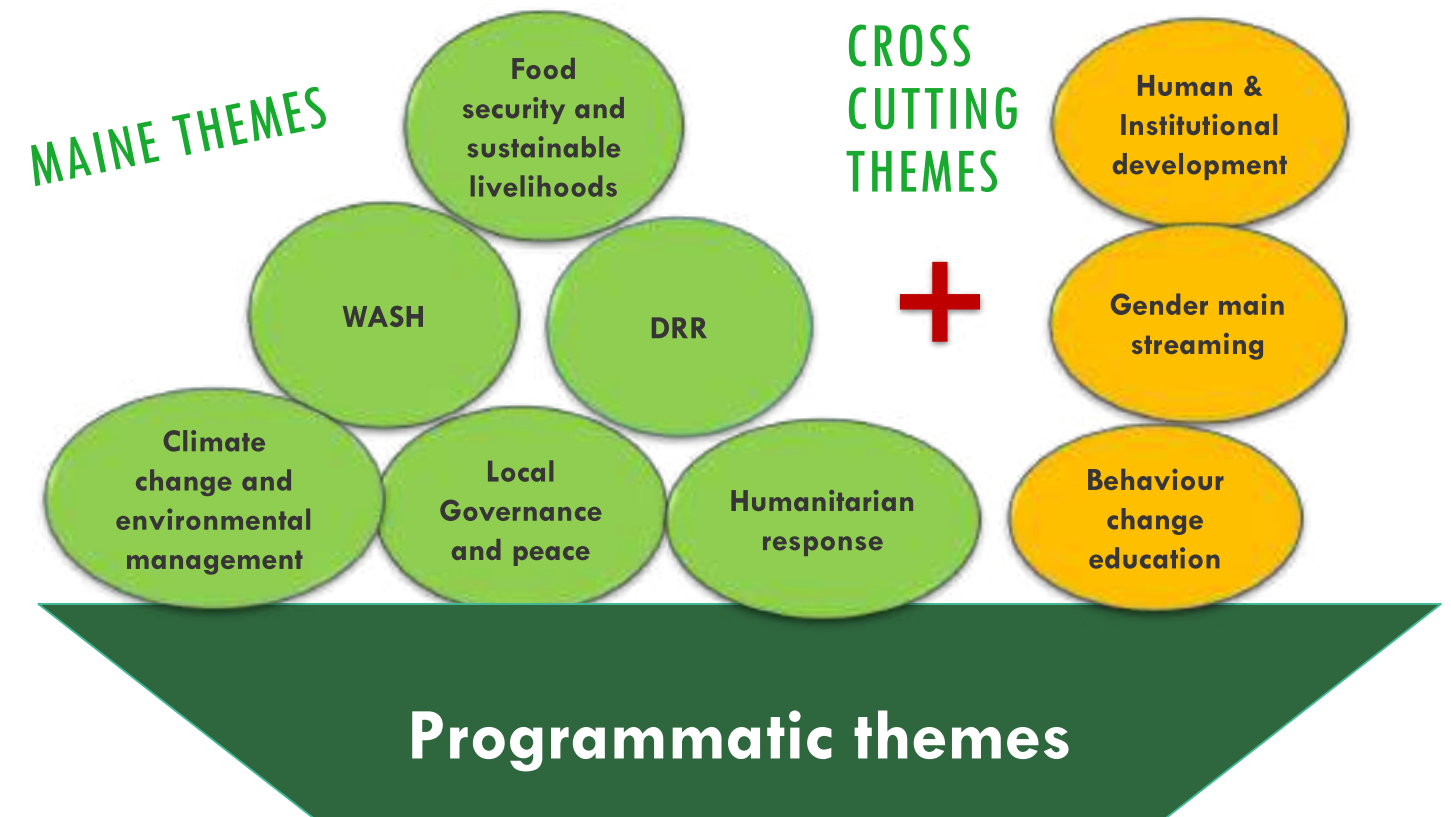 MAINE THEMES
Food
security and
sustainable
livelihoods
WASH
DRR
Climate
change and
environmental
management
Local
Governance
and peace
Humanitarian
response
CROSS
CUTTING
THEMES
+
Human &
Institutional
development
Gender main
streaming
Behaviour
change
education
Programmatic themes